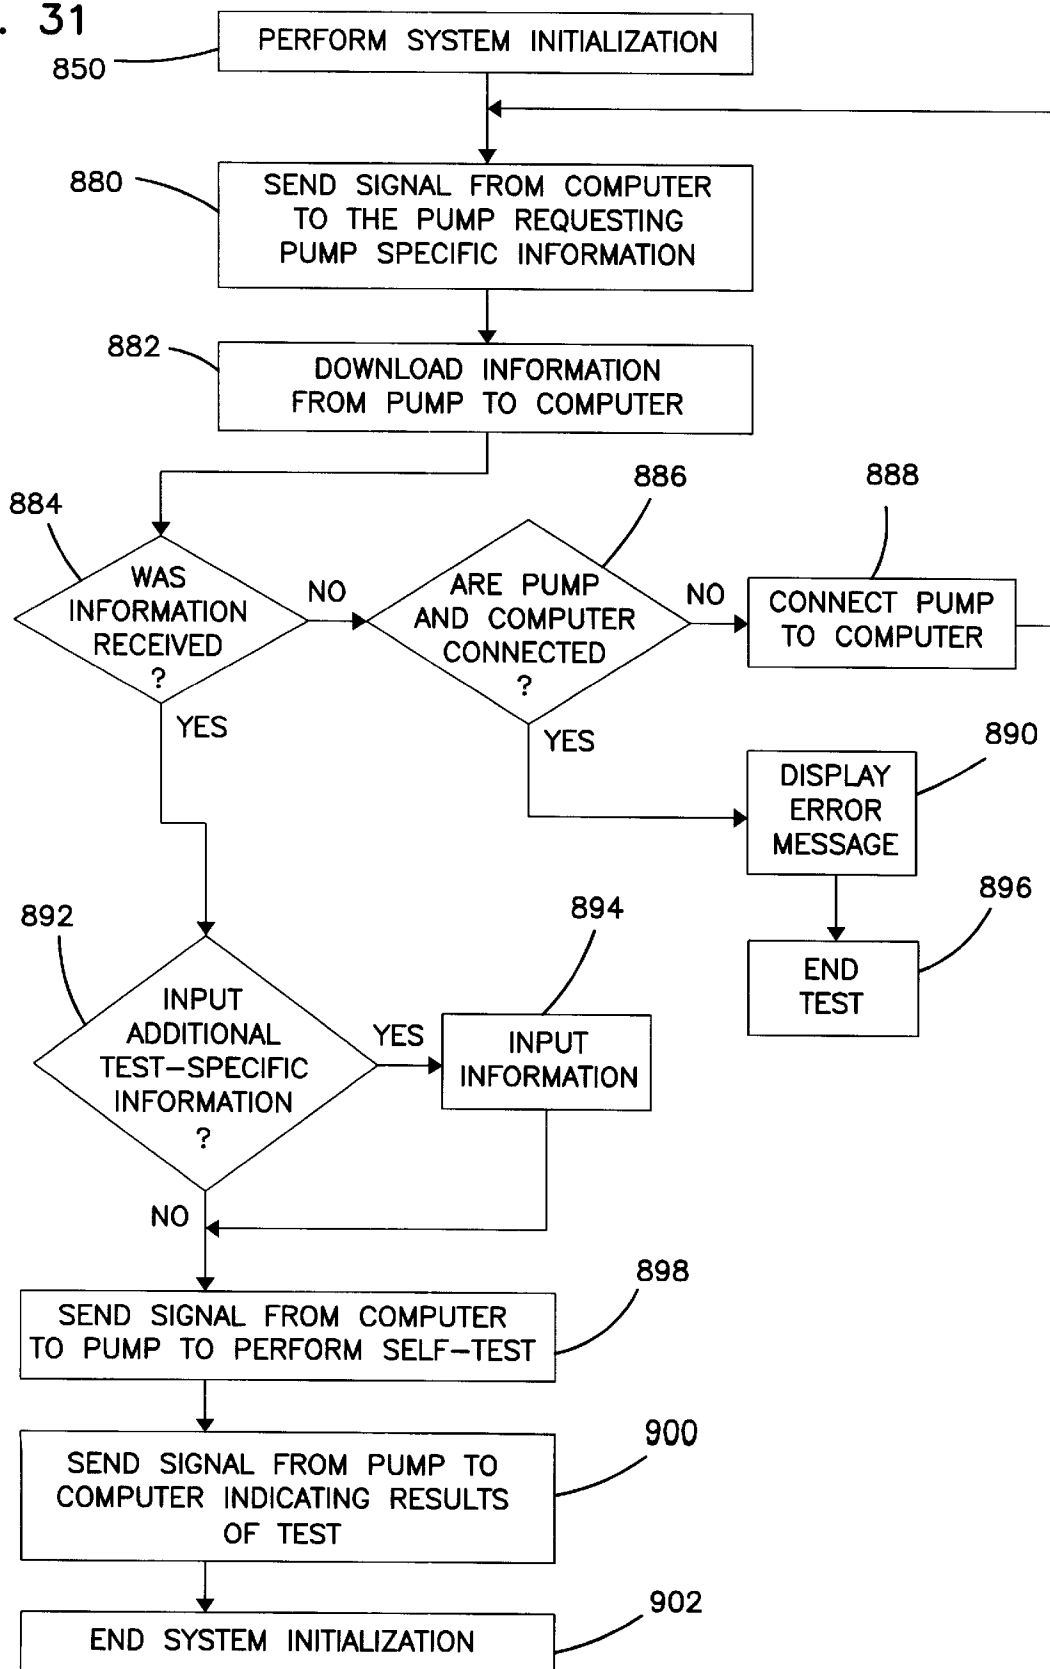 . 31
PERFORM SYSTEM INITIALIZATION
850
880
SEND SIGNAL FROM COMPUTER
TO THE PUMP REQUESTING
PUMP SPECIFIC INFORMATION
882
DOWNLOAD INFORMATION
FROM PUMP TO COMPUTER
884
886
888
WAS
INFORMATION
RECEIVED
?
NO
ARE PUMP
AND COMPUTER
CONNECTED
?
NO
CONNECT PUMP
TO COMPUTER
YES
YES
890
DISPLAY
ERROR
MESSAGE
892
894
896
END
TEST
INPUT
ADDITIONAL
TEST-SPECIFIC
INFORMATION
?
YES
INPUT
INFORMATION
NO
898
SEND SIGNAL FROM COMPUTER
TO PUMP TO PERFORM SELF-TEST
900
SEND SIGNAL FROM PUMP TO
COMPUTER INDICATING RESULTS
OF TEST
902
END SYSTEM INITIALIZATION